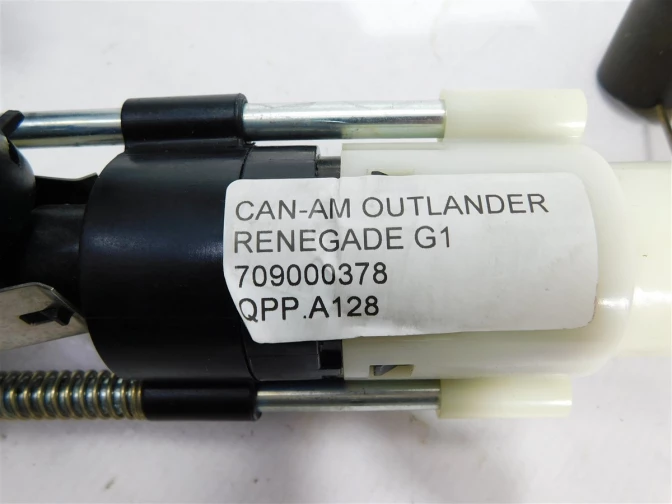 CAN-AM OUTLANDER
RENEGADE G1
709000378
QPP.A128